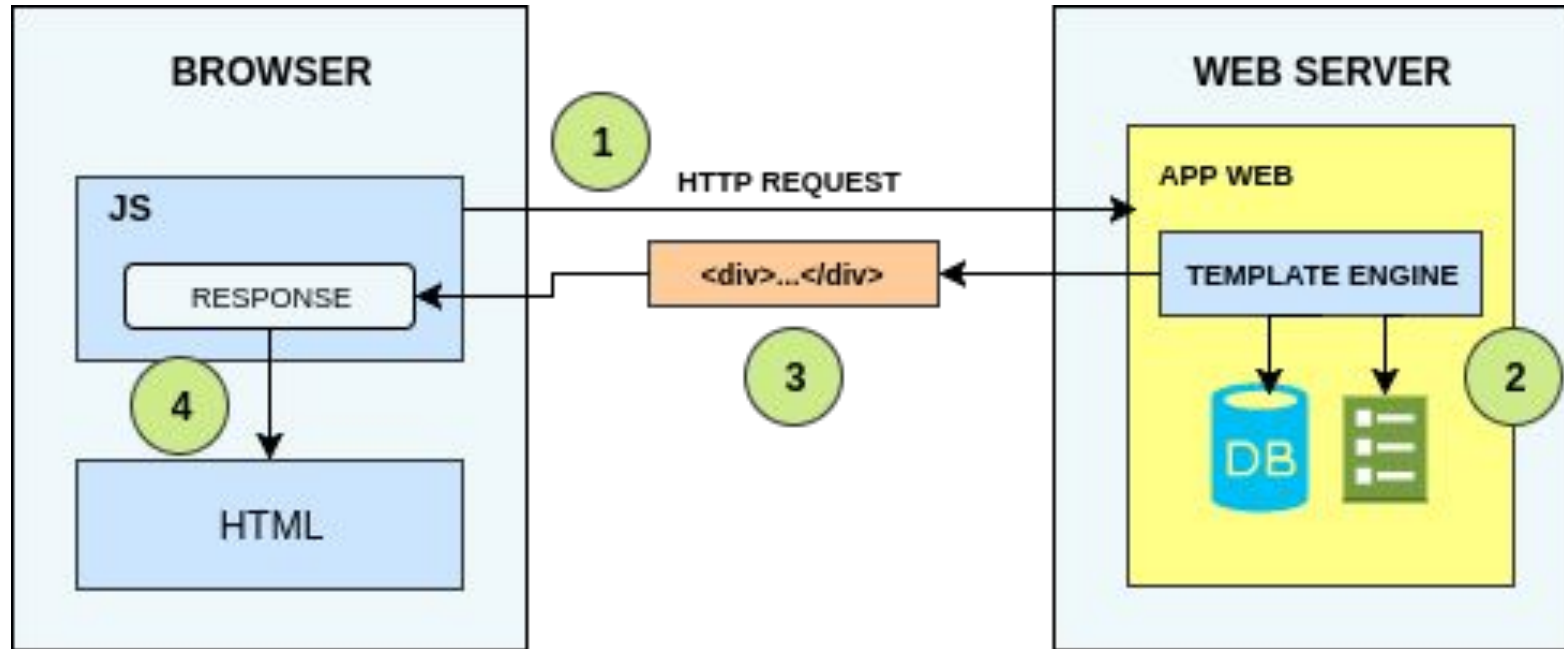 BROWSER
WEB SERVER
1
HTTP REQUEST
APP WEB
JS
<div>...</div>
TEMPLATE ENGINE
RESPONSE
3
2
4
DB
HTML